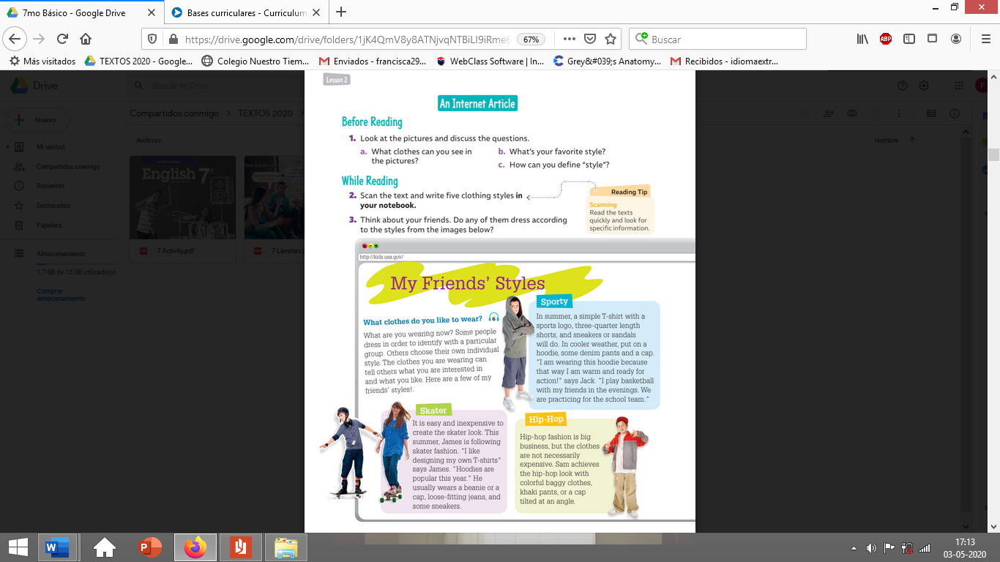 7mo Básico - Google Drive
Bases curriculares - Curriculum
https://drive.google.com/drive/folders/1jK4QmV8y8ATNjvqNTBiLI9iRme
67%
Buscar
Más visitados
TEXTOS 2020 - Google...
Colegio Nuestro Tiem...
Enviados - francisca29...
WebClass Software | In...
Grey&#039;s Anatomy...
Recibidos - idiomaextr...
Drive
Buscar en Drive
Nuevo
Compartidos conmigo
TEXTOS 2020
Archivos
Nombre
Mi unidad
Compartidos conmigo
Recientes
Destacados
Papelera
Almacenamiento
1.7 GB de 15 GB utilizado(s)
Comprar
almacenamiento
English 7
7 Activity.pdf
7 Láminas.p
Lesson 2
An Internet Article
Before Reading
1. Look at the pictures and discuss the questions.
a. What clothes can you see in
the pictures?
b. What's your favorite style?
c. How can you define "style"?
While Reading
2. Scan the text and write five clothing styles in
your notebook.
3. Think about your friends. Do any of them dress according
to the styles from the images below?
Reading Tip
Scanning
Read the texts
quickly and look for
specific information.
http://kids.usa.gov/
My Friends' Styles
What clothes do you like to wear? 6
What are you wearing now? Some people
dress in order to identify with a particular
group. Others choose their own individual
style. The clothes you are wearing can
tell others what you are interested in
and what you like. Here are a few of my
friends' styles!.
Sporty
In summer, a simple T-shirt with a
sports logo, three-quarter length
shorts, and sneakers or sandals
will do. In cooler weather, put on a
hoodie, some denim pants and a cap.
"I am wearing this hoodie because
that way I am warm and ready for
action!" says Jack. "I play basketball
with my friends in the evenings. We
are practicing for the school team."
Skater
It is easy and inexpensive to
create the skater look. This
summer, James is following
skater fashion. "I like
designing my own T-shirts"
says James. "Hoodies are
popular this year." He
usually wears a beanie or a
cap, loose-fitting jeans, and
some sneakers.
Hip-Hop
Hip-hop fashion is big
business, but the clothes
are not necessarily
expensive. Sam achieves
the hip-hop look with
colorful baggy clothes,
khaki pants, or a cap
tilted at an angle.
17:13
03-05-2020